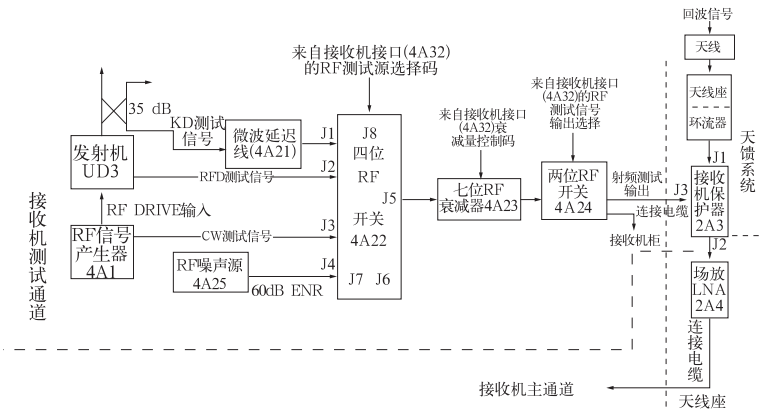 回波信号
天线
天线座
环流器
天馈系统
J1
接收
机保
护器
2A3
J3
J2
场放
LNA
2A4
连接电缆
天线座
接收机主通道
来自接收机接口(4A32)
的RF测试源选择码
来自接收机接口
(4A32)衰
减量控制码
来自接收机接口
(4A32)的RF
测试信号
输出选择
35 dB
KD测试
信号
微波延迟
线(4A21)
J1
发射机
UD3
RFD测试信号
J2
RF DRIVE输入
RF信号
产生器
4A1
CW测试信号
J3
RF噪声源
4A25
J4
60dB ENR
J8
四位
RF
J5
开关
4A22
J7 J6
七位RF
衰减器4A23
两位RF
开关
4A24
射频测试
输出
连接电缆
接收机柜
接收机测试通道